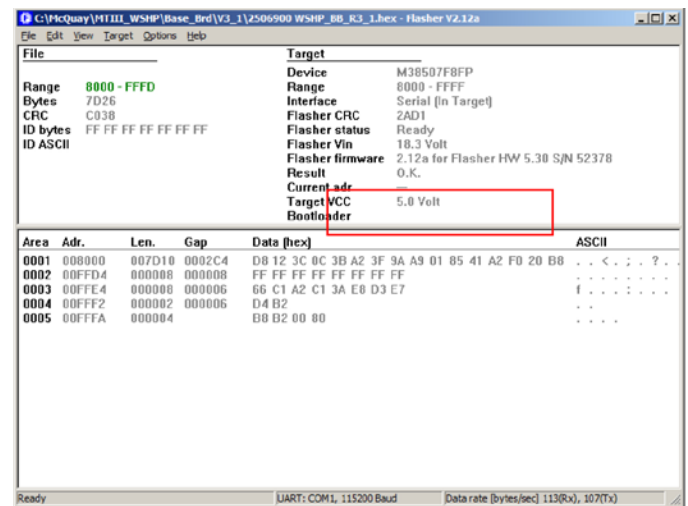 C:\McQuay\MTIII_WSHP\Base_Brd\V3_1\2506900 WSHP_BB_R3_1.hex - Flasher V2.12a
File Edit View Target Options Help
File
Range 8000 - FFFD
Bytes 7D26
CRC C038
ID bytes FF FF FF FF FF FF FF
ID ASCII
Target
Device M38507F8FP
Range 8000 - FFFF
Interface Serial (In Target)
Flasher CRC 2AD1
Flasher status Ready
Flasher Vin 18.3 Volt
Flasher firmware 2.12a for Flasher HW 5.30 S/N 52378
Result O.K.
Current adr —
Target VCC 5.0 Volt
Bootloader
Area Adr. Len. Gap Data (hex) ASCII
0001 008000 007D10 0002C4 D8 12 3C 0C 3B A2 3F 9A A9 01 85 41 A2 F0 20 B8 . . < . ; . ? . .
0002 00FFD4 000008 000008 FF FF FF FF FF FF FF FF . . . . . . . .
0003 00FFE4 000008 000006 66 C1 A2 C1 3A E8 D3 E7 f . . . : . . .
0004 00FFF2 000002 000006 D4 B2 . .
0005 00FFFA 000004 B8 B2 00 80 . . . .
Ready UART: COM1, 115200 Baud Data rate [bytes/sec] 113(Rx), 107(Tx)